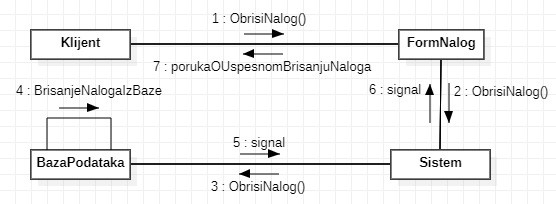 1 : ObrisiNalog()
Klijent
FormNalog
7 : porukaOUspesnomBrisanjuNaloga
4 : BrisanjeNalogaIzBaze
6 : signal
2 : ObrisiNalog()
5 : signal
BazaPodataka
Sistem
3 : ObrisiNalog()